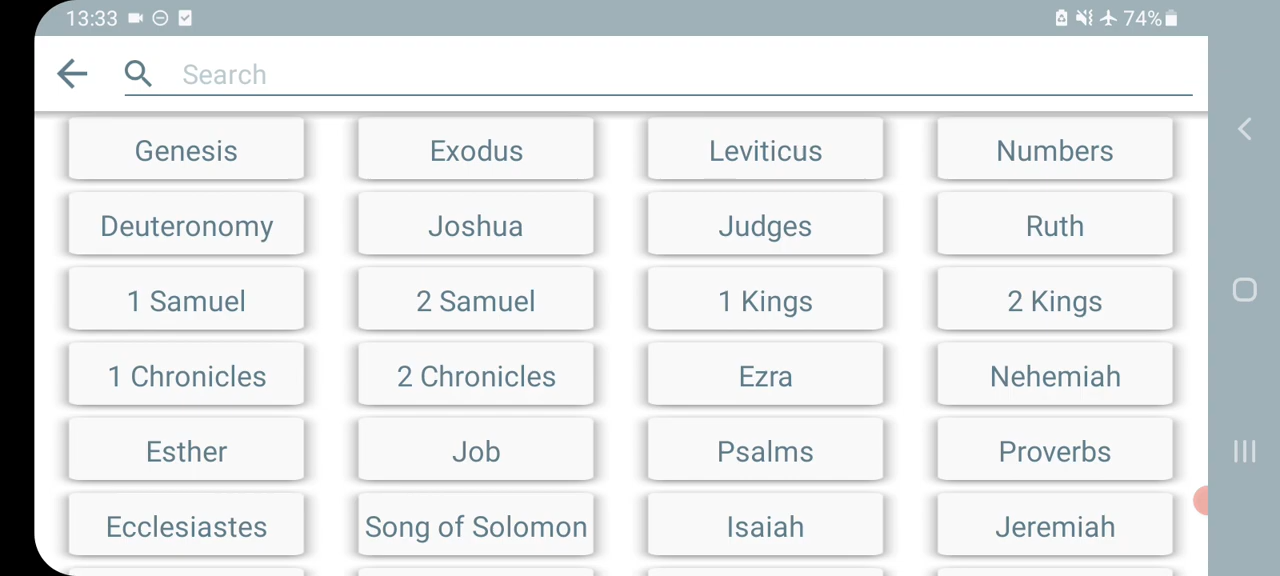 13:33 74%
Search
Genesis Exodus Leviticus Numbers
Deuteronomy Joshua Judges Ruth
1 Samuel 2 Samuel 1 Kings 2 Kings
1 Chronicles 2 Chronicles Ezra Nehemiah
Esther Job Psalms Proverbs
Ecclesiastes Song of Solomon Isaiah Jeremiah